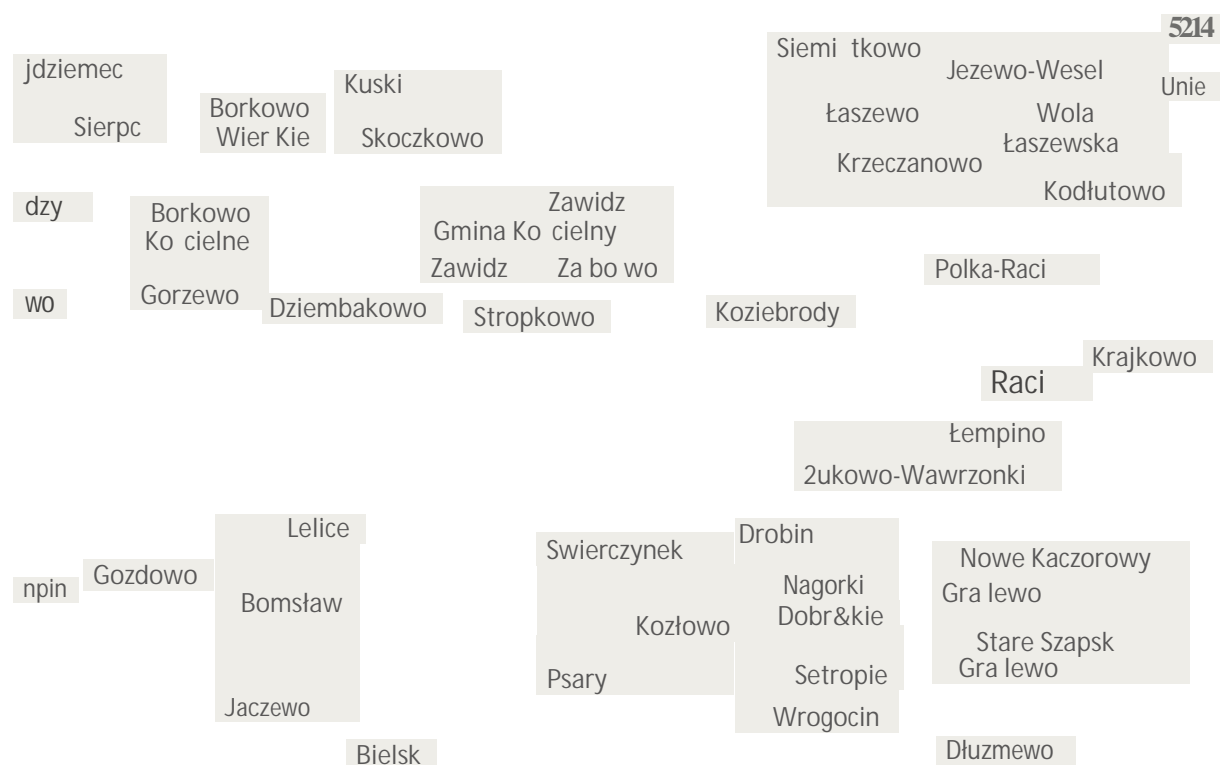 5214
Siemi tkowo
jdziemec
Jezewo-Wesel
Kuski
Unie
Borkowo
Łaszewo
Wola
Sierpc
Wier Kie
Skoczkowo
Łaszewska
Krzeczanowo
Kodłutowo
dzy
Zawidz
Borkowo
Gmina Ko cielny
Ko cielne
Zawidz
Za bo wo
Polka-Raci
wo
Gorzewo
Dziembakowo
Stropkowo
Koziebrody
Krajkowo
Raci
Łempino
2ukowo-Wawrzonki
Lelice
Drobin
Swierczynek
Nowe Kaczorowy
npin
Gozdowo
Nagorki
Gra lewo
Bomsław
Dobr&kie
Kozłowo
Stare Szapsk
Gra lewo
Psary
Setropie
Jaczewo
Wrogocin
Bielsk
Dłuzmewo